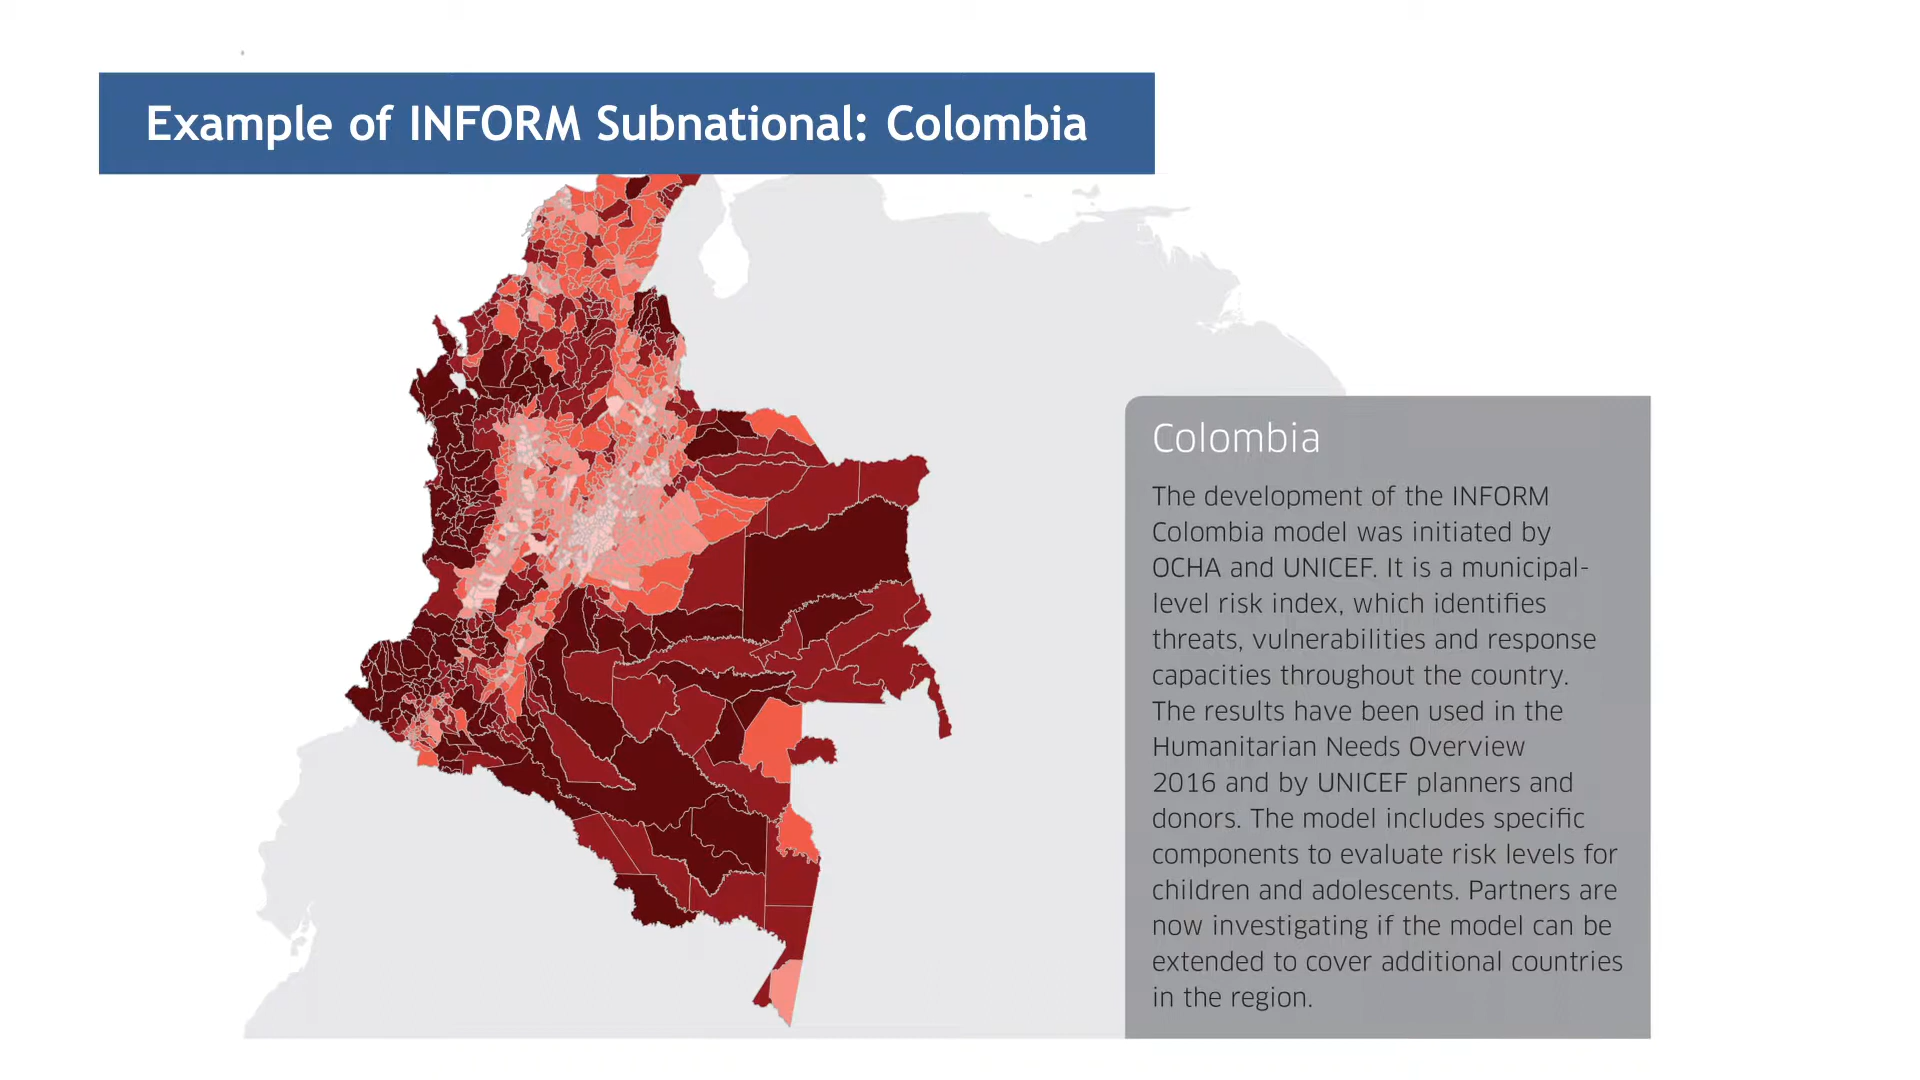 Example of INFORM Subnational: Colombia
Colombia
The development of the INFORM
Colombia model was initiated by
OCHA and UNICEF. It is a municipal-
level risk index, which identifies
threats, vulnerabilities and response
capacities throughout the country.
The results have been used in the
Humanitarian Needs Overview
2016 and by UNICEF planners and
donors. The model includes specific
components to evaluate risk levels for
children and adolescents. Partners are
now investigating if the model can be
extended to cover additional countries
in the region.